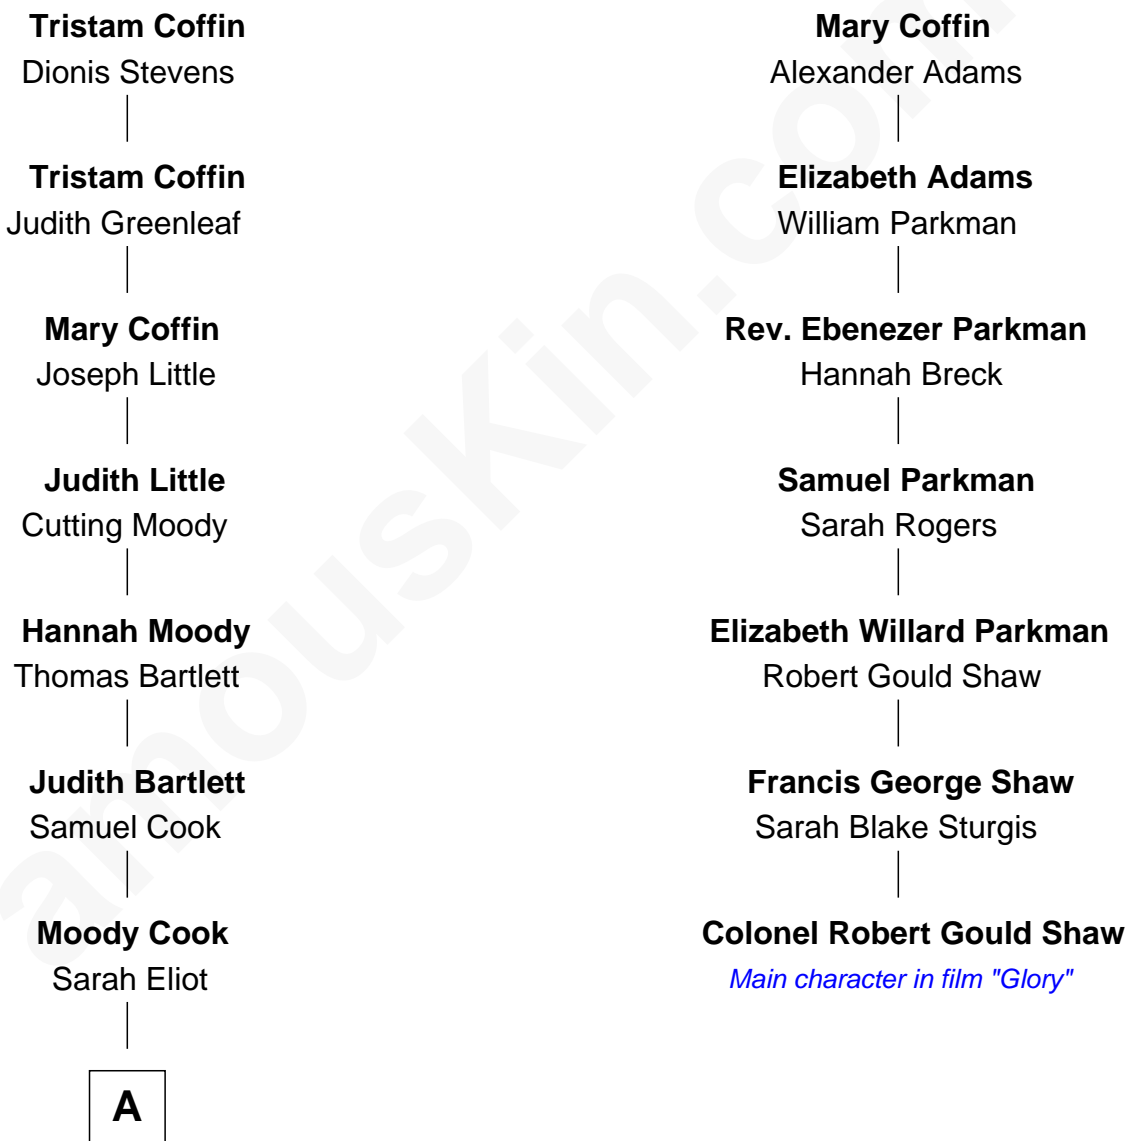 Tristam Coffin
Dionis Stevens
Tristam Coffin
Judith Greenleaf
Mary Coffin
Joseph Little
Judith Little
Cutting Moody
Hannah Moody
Thomas Bartlett
Judith Bartlett
Samuel Cook
Moody Cook
Sarah Eliot
A
Mary Coffin
Alexander Adams
Elizabeth Adams
William Parkman
Rev. Ebenezer Parkman
Hannah Breck
Samuel Parkman
Sarah Rogers
Elizabeth Willard Parkman
Robert Gould Shaw
Francis George Shaw
Sarah Blake Sturgis
Colonel Robert Gould Shaw
Main character in film "Glory"
amouskin.com